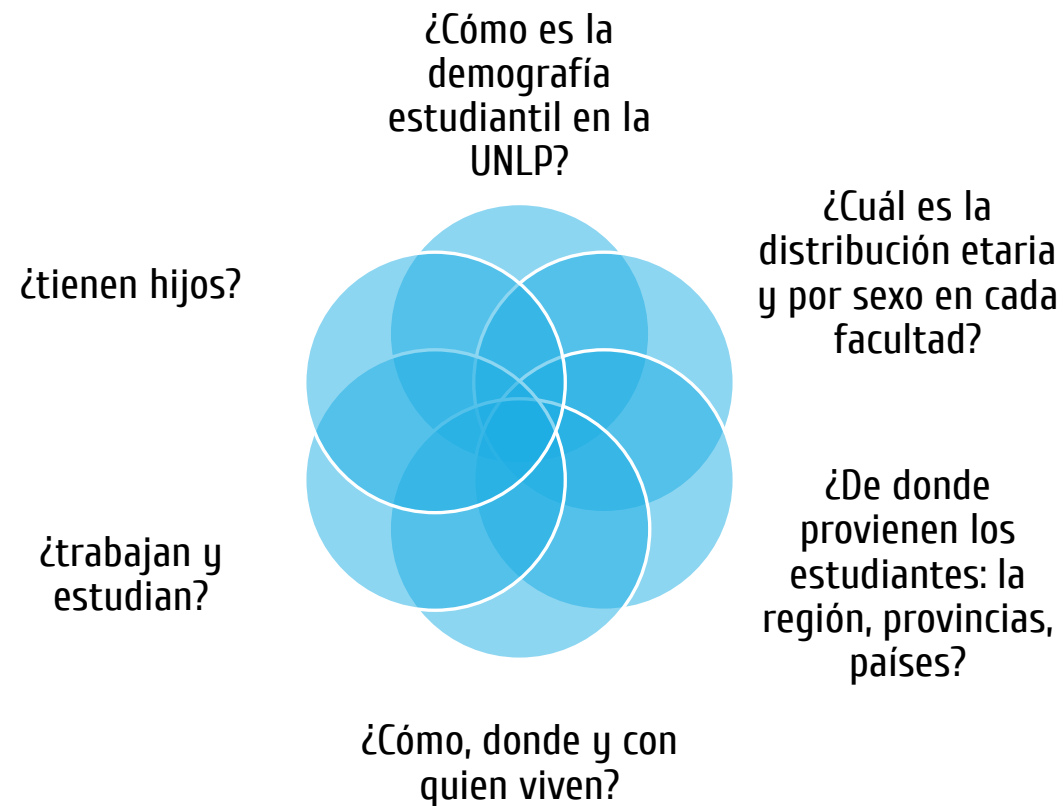 ¿Cómo es la
demografía
estudiantil en la
UNLP?
¿Cuál es la
distribución etaria
y por sexo en cada
facultad?
¿De donde
provienen los
estudiantes: la
región, provincias,
países?
¿Cómo, donde y con
quien viven?
¿trabajan y
estudian?
¿tienen hijos?